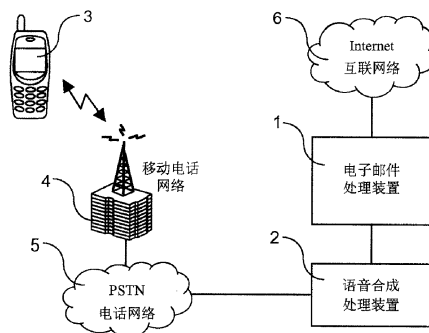 3
6
Internet
互联网络
1
电子邮件
处理装置
移动电话
网络
4
5
PSTN
电话网络
2
语音合成
处理装置